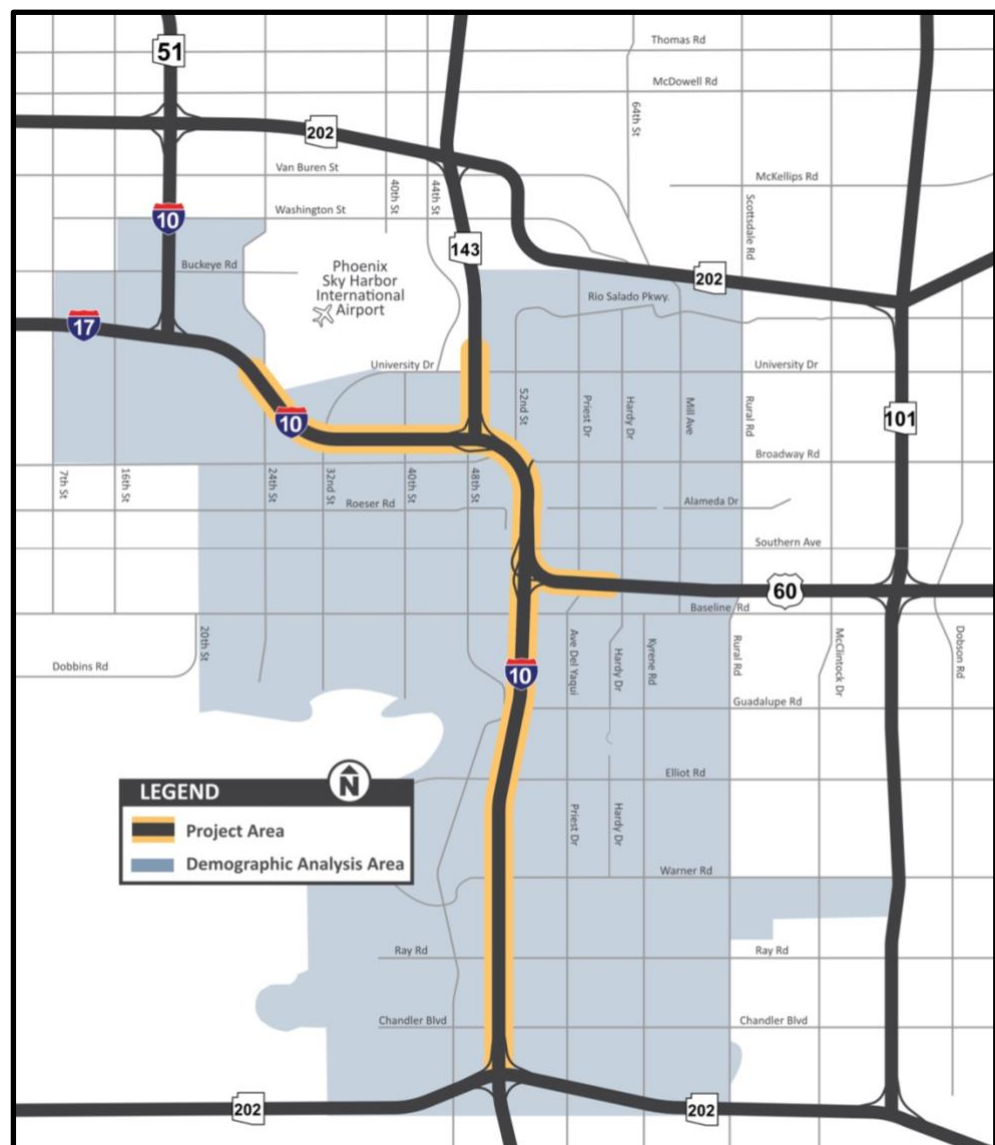 Thomas Rd
51
McDowell Rd
64th St
202
Van Buren St
McKellips Rd
40th St
44th St
Scottsdale Rd
Washington St
10
143
Buckeye Rd
Phoenix
Sky Harbor
International
Airport
202
Rio Salado Pkwy.
17
University Dr
University Dr
52nd St
Priest Dr
Hardy Dr
Mill Ave
Rural Rd
101
10
Broadway Rd
7th St
16th St
24th St
32nd St
40th St
48th St
Roeser Rd
Alameda Dr
Southern Ave
60
Baseline Rd
20th St
Ave Del Yaqui
Hardy Dr
Kyrene Rd
Rural Rd
McClintock Dr
Dobson Rd
Dobbins Rd
10
Guadalupe Rd
Elliot Rd
N
LEGEND
Project Area
Demographic Analysis Area
Priest Dr
Hardy Dr
Warner Rd
Ray Rd
Ray Rd
Chandler Blvd
Chandler Blvd
202
202